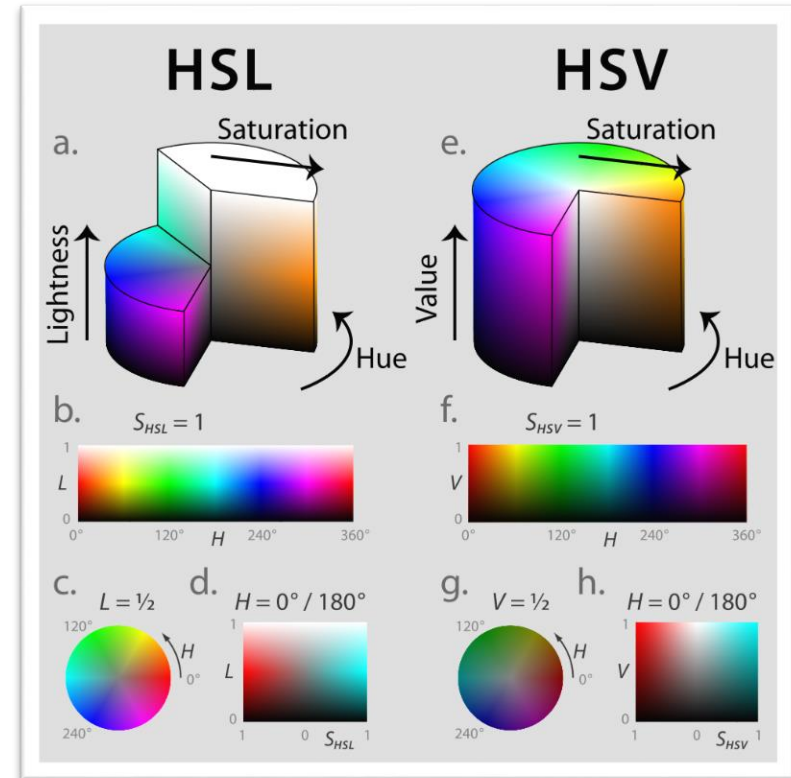 HSL
a.
Saturation
Lightness
Hue
b.
S_HSL = 1
1
L
0
0°
120°
H
240°
360°
c.
L = ½
120°
H
0°
240°
d.
H = 0° / 180°
1
L
0
1
0
S_HSL
1
HSV
e.
Saturation
Value
Hue
f.
S_HSV = 1
1
V
0
0°
120°
H
240°
360°
g.
V = ½
120°
H
0°
240°
h.
H = 0° / 180°
1
V
0
1
0
S_HSV
1